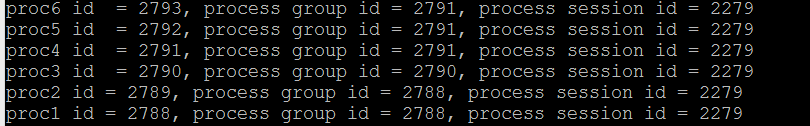 proc6 id  = 2793, process group id = 2791, process session id = 2279
proc5 id  = 2792, process group id = 2791, process session id = 2279
proc4 id  = 2791, process group id = 2791, process session id = 2279
proc3 id  = 2790, process group id = 2790, process session id = 2279
proc2 id = 2789, process group id = 2788, process session id = 2279
proc1 id = 2788, process group id = 2788, process session id = 2279